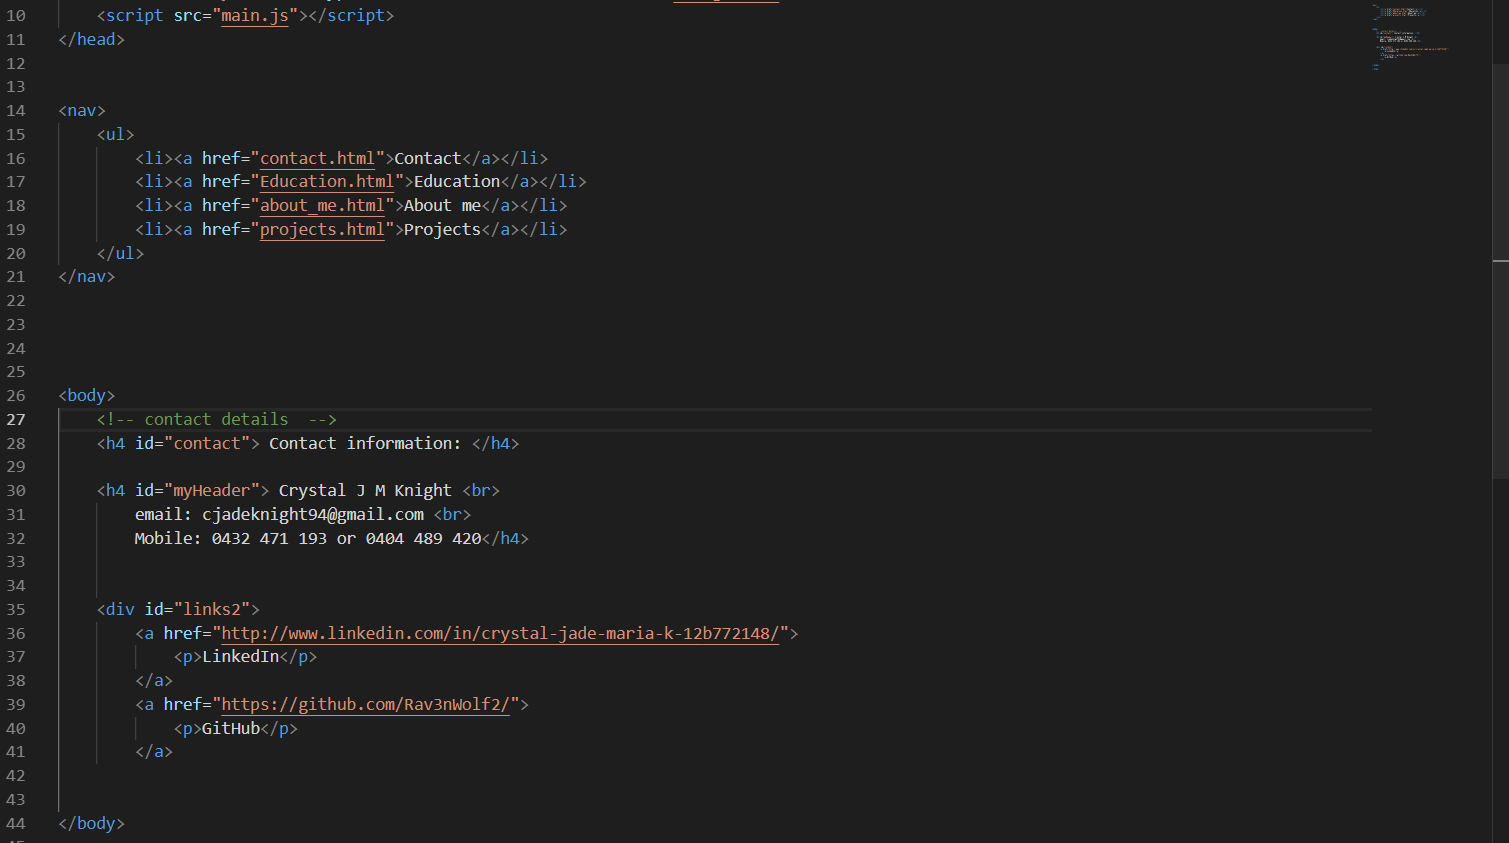 10 <script src="main.js"></script>
11 </head>
12
13
14 <nav>
15 <ul>
16 <li><a href="contact.html">Contact</a></li>
17 <li><a href="Education.html">Education</a></li>
18 <li><a href="about_me.html">About me</a></li>
19 <li><a href="projects.html">Projects</a></li>
20 </ul>
21 </nav>
22
23
24
25
26 <body>
27 <!-- contact details  -->
28 <h4 id="contact"> Contact information: </h4>
29
30 <h4 id="myHeader"> Crystal J M Knight <br>
31 email: cjadeknight94@gmail.com <br>
32 Mobile: 0432 471 193 or 0404 489 420</h4>
33
34
35 <div id="links2">
36 <a href="http://www.linkedin.com/in/crystal-jade-maria-k-12b772148/">
37 <p>LinkedIn</p>
38 </a>
39 <a href="https://github.com/Rav3nWolf2/">
40 <p>GitHub</p>
41 </a>
42
43
44 </body>